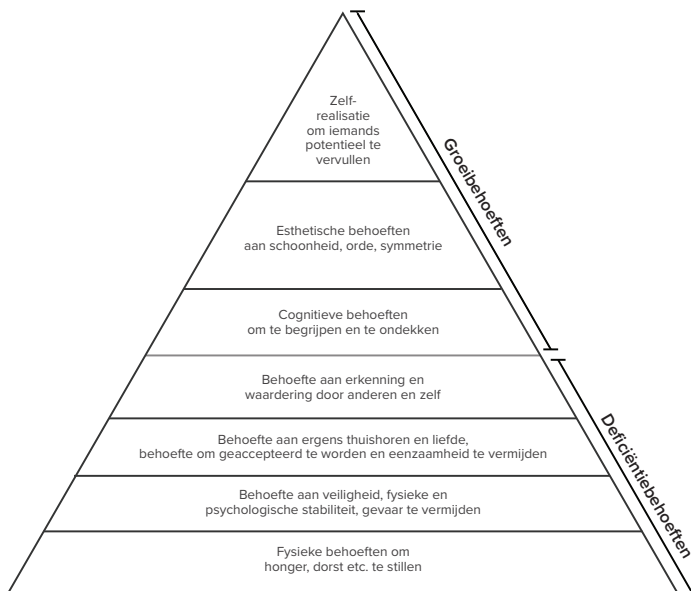 Zelf-
realisatie
om iemands
potentieel te
vervullen
Groeibehoeften
Esthetische behoeften
aan schoonheid, orde, symmetrie
Cognitieve behoeften
om te begrijpen en te ondekken
Behoefte aan erkenning en
waardering door anderen en zelf
Deficiëntiebehoeften
Behoefte aan ergens thuishoren en liefde,
behoefte om geaccepteerd te worden en eenzaamheid te vermijden
Behoefte aan veiligheid, fysieke en
psychologische stabiliteit, gevaar te vermijden
Fysieke behoeften om
honger, dorst etc. te stillen